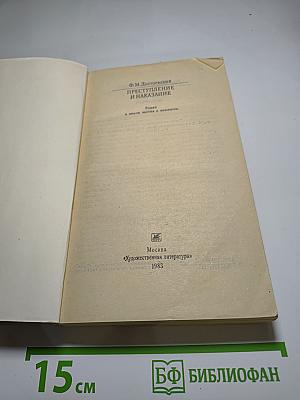 Ф. М. Достоевский
ПРЕСТУПЛЕНИЕ
И НАКАЗАНИЕ
Роман
в шести частях с эпилогом
Москва
«Художественная литература»
1983
15 см
БФ БИБЛИОФАН